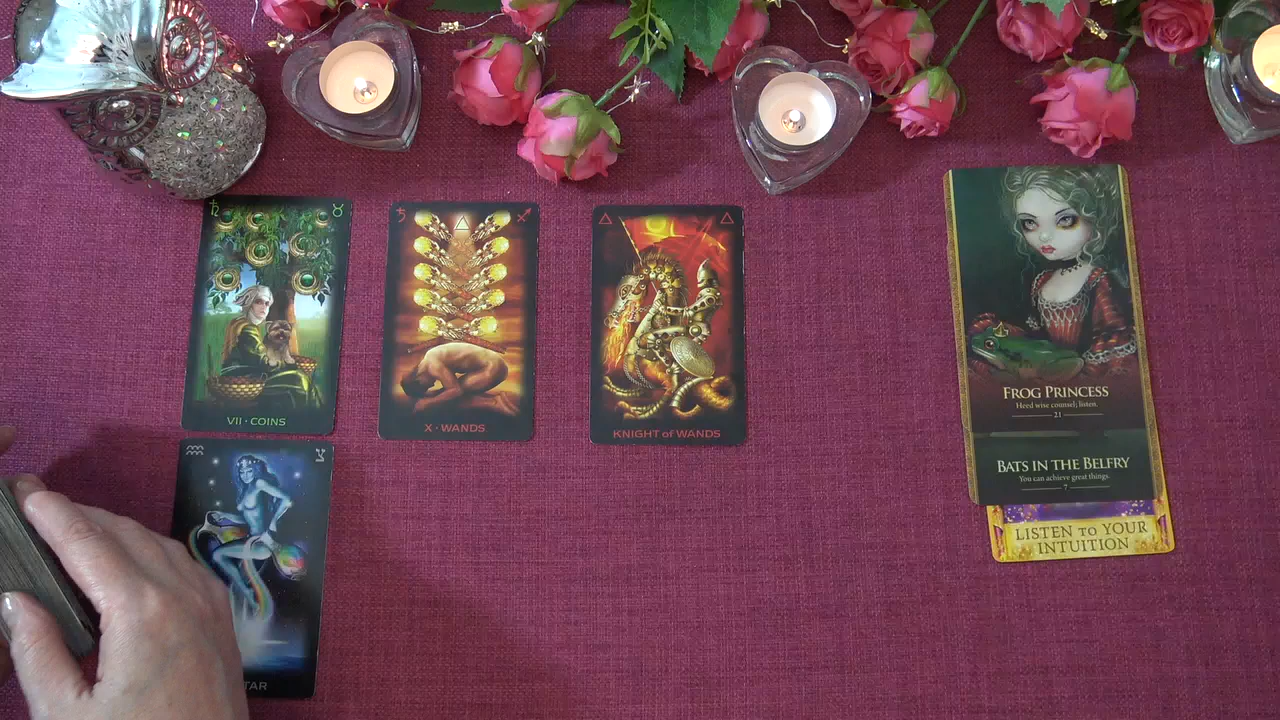 VII · COINS
X · WANDS
KNIGHT of WANDS
TAR
FROG PRINCESS
Heed wise counsel; listen.
21
BATS IN THE BELFRY
You can achieve great things.
7
LISTEN TO YOUR
INTUITION